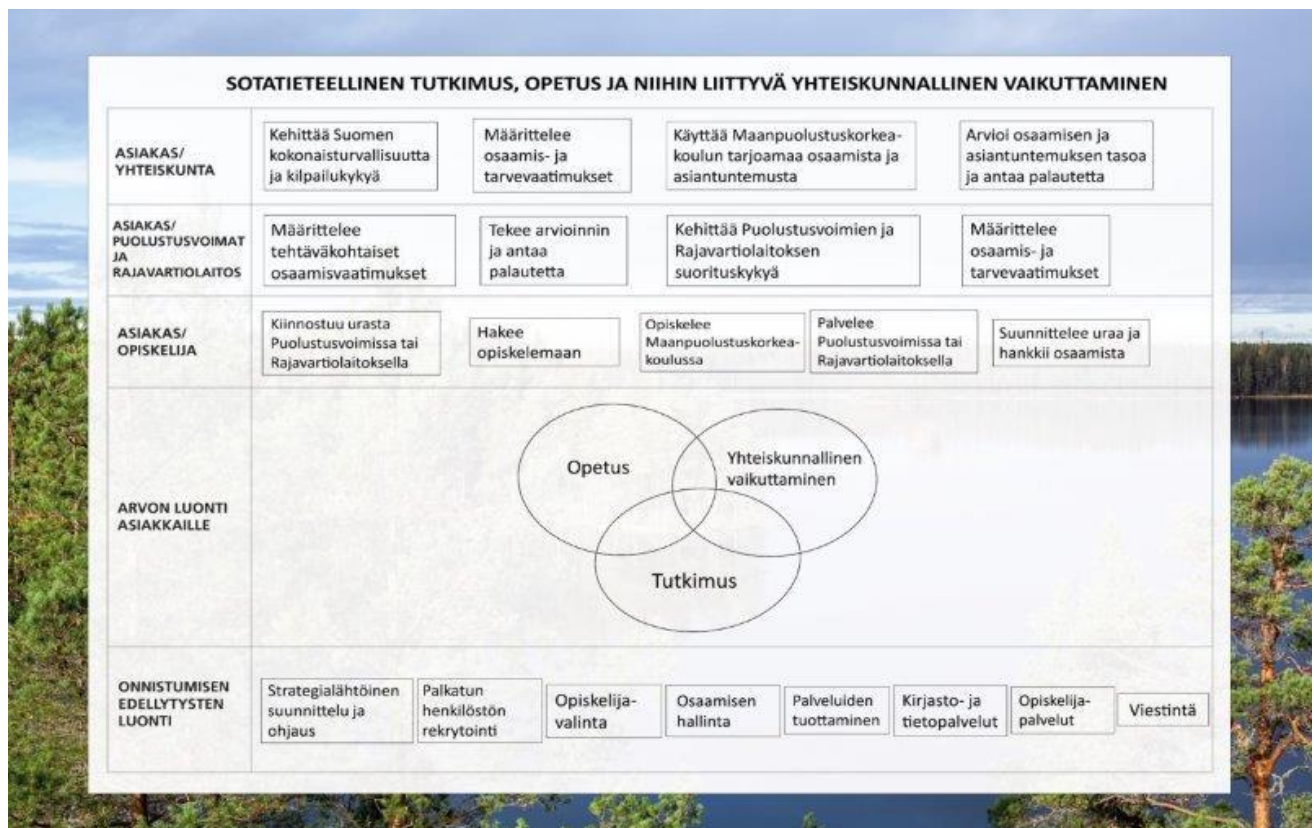 SOTATIETEELLINEN TUTKIMUS, OPETUS JA NIIHIN LIITTYVÄ YHTEISKUNNALLINEN VAIKUTTAMINEN
ASIAKAS/
YHTEISKUNTA
Kehittää Suomen
kokonaisturvallisuutta
ja kilpailukykyä
Määrittelee
osaamis- ja
tarvevaatimukset
Käyttää Maanpuolustuskorkea-
koulun tarjoamaa osaamista ja
asiantuntemusta
Arvioi osaamisen ja
asiantuntemuksen tasoa
ja antaa palautetta
ASIAKAS/
PUOLUSTUSVOIMAT
JA
RAJAVARTIOLAITOS
Määrittelee
tehtäväkohtaiset
osaamisvaatimukset
Tekee arvioinnin
ja antaa
palautetta
Kehittää Puolustusvoimien ja
Rajavartiolaitoksen
suorituskykyä
Määrittelee
osaamis- ja
tarvevaatimukset
ASIAKAS/
OPISKELIJA
Kiinnostuu urasta
Puolustusvoimissa tai
Rajavartiolaitoksella
Hakee
opiskelemaan
Opiskelee
Maanpuolustuskorkea-
koulussa
Palvelee
Puolustusvoimissa tai
Rajavartiolaitoksella
Suunnittelee uraa ja
hankkii osaamista
ARVON LUONTI
ASIAKKAILLE
Opetus
Yhteiskunnallinen
vaikuttaminen
Tutkimus
ONNISTUMISEN
EDELLYTYSTEN
LUONTI
Strategialähtöinen
suunnittelu ja
ohjaus
Palkatun
henkilöstön
rekrytointi
Opiskelija-
valinta
Osaamisen
hallinta
Palveluiden
tuottaminen
Kirjasto- ja
tietopalvelut
Opiskelija-
palvelut
Viestintä